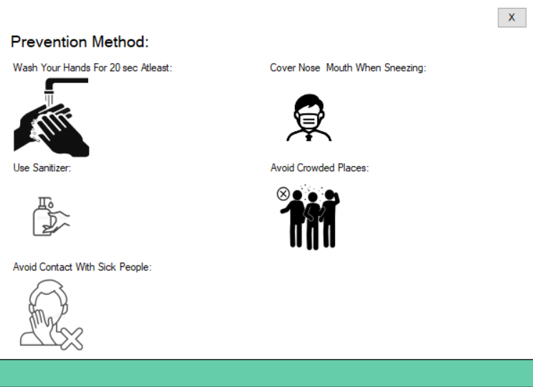 X
Prevention Method:
Wash Your Hands For 20 sec Atleast:
Cover Nose  Mouth When Sneezing:
Use Sanitizer:
Avoid Crowded Places:
Avoid Contact With Sick People: